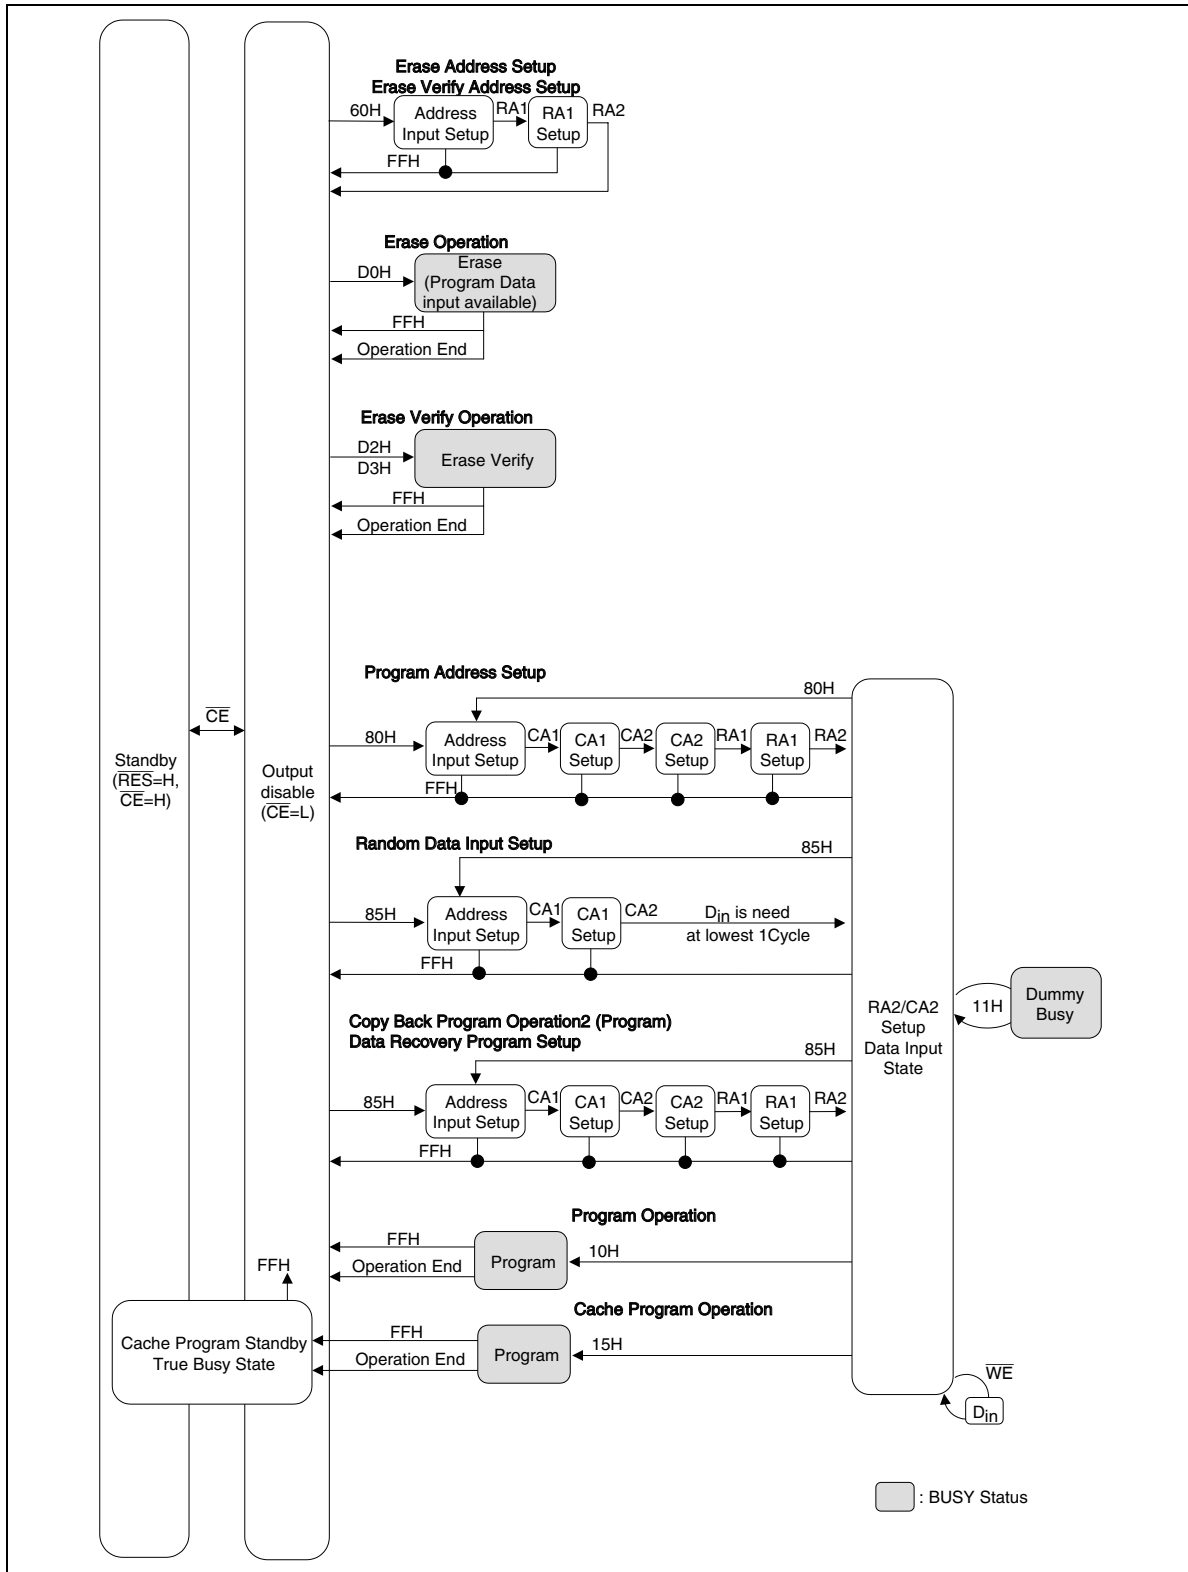 Erase Address Setup
Erase Verify Address Setup
60H
Address
Input Setup
RA1
RA1
Setup
RA2
FFH
Erase Operation
D0H
Erase
(Program Data
input available)
FFH
Operation End
Erase Verify Operation
D2H
D3H
Erase Verify
FFH
Operation End
Program Address Setup
80H
80H
Address
Input Setup
CA1
CA1
Setup
CA2
CA2
Setup
RA1
RA1
Setup
RA2
FFH
Standby
(R̅E̅S̅=H,
C̅E̅=H)
C̅E̅
Output
disable
(C̅E̅=L)
Random Data Input Setup
85H
85H
Address
Input Setup
CA1
CA1
Setup
CA2
Din is need
at lowest 1Cycle
FFH
RA2/CA2
Setup
Data Input
State
11H
Dummy
Busy
Copy Back Program Operation2 (Program)
Data Recovery Program Setup
85H
85H
Address
Input Setup
CA1
CA1
Setup
CA2
CA2
Setup
RA1
RA1
Setup
RA2
FFH
Program Operation
FFH
Operation End
Program
10H
FFH
Cache Program Operation
Cache Program Standby
True Busy State
FFH
Operation End
Program
15H
W̅E̅
Din
: BUSY Status